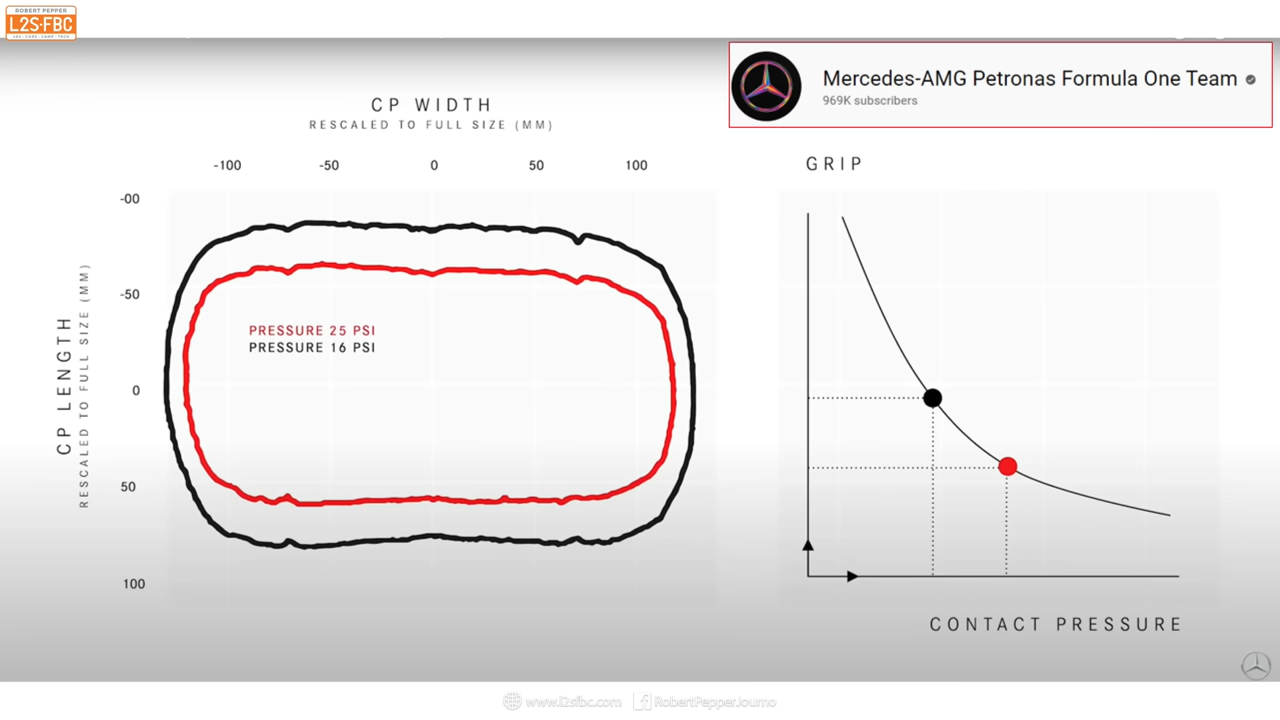 ROBERT PEPPER
L2S·FBC
Mercedes-AMG Petronas Formula One Team
969K subscribers
CP WIDTH
RESCALED TO FULL SIZE (MM)
-100 -50 0 50 100
-00
-50
0
50
100
CP LENGTH
RESCALED TO FULL SIZE (MM)
PRESSURE 25 PSI
PRESSURE 16 PSI
GRIP
CONTACT PRESSURE
www.l2sfbc.com RobertPepperJourno